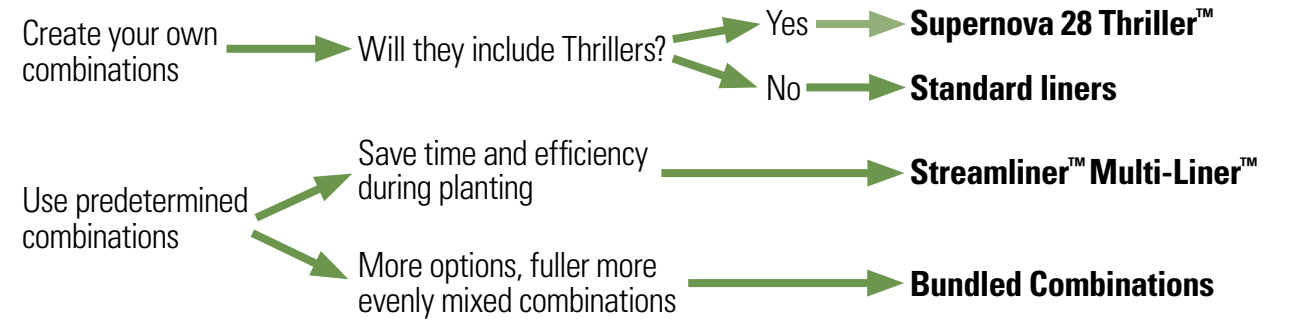 Create your own
combinations
Will they include Thrillers?
Yes
Supernova 28 Thriller™
No
Standard liners
Use predetermined
combinations
Save time and efficiency
during planting
Streamliner™ Multi-Liner™
More options, fuller more
evenly mixed combinations
Bundled Combinations